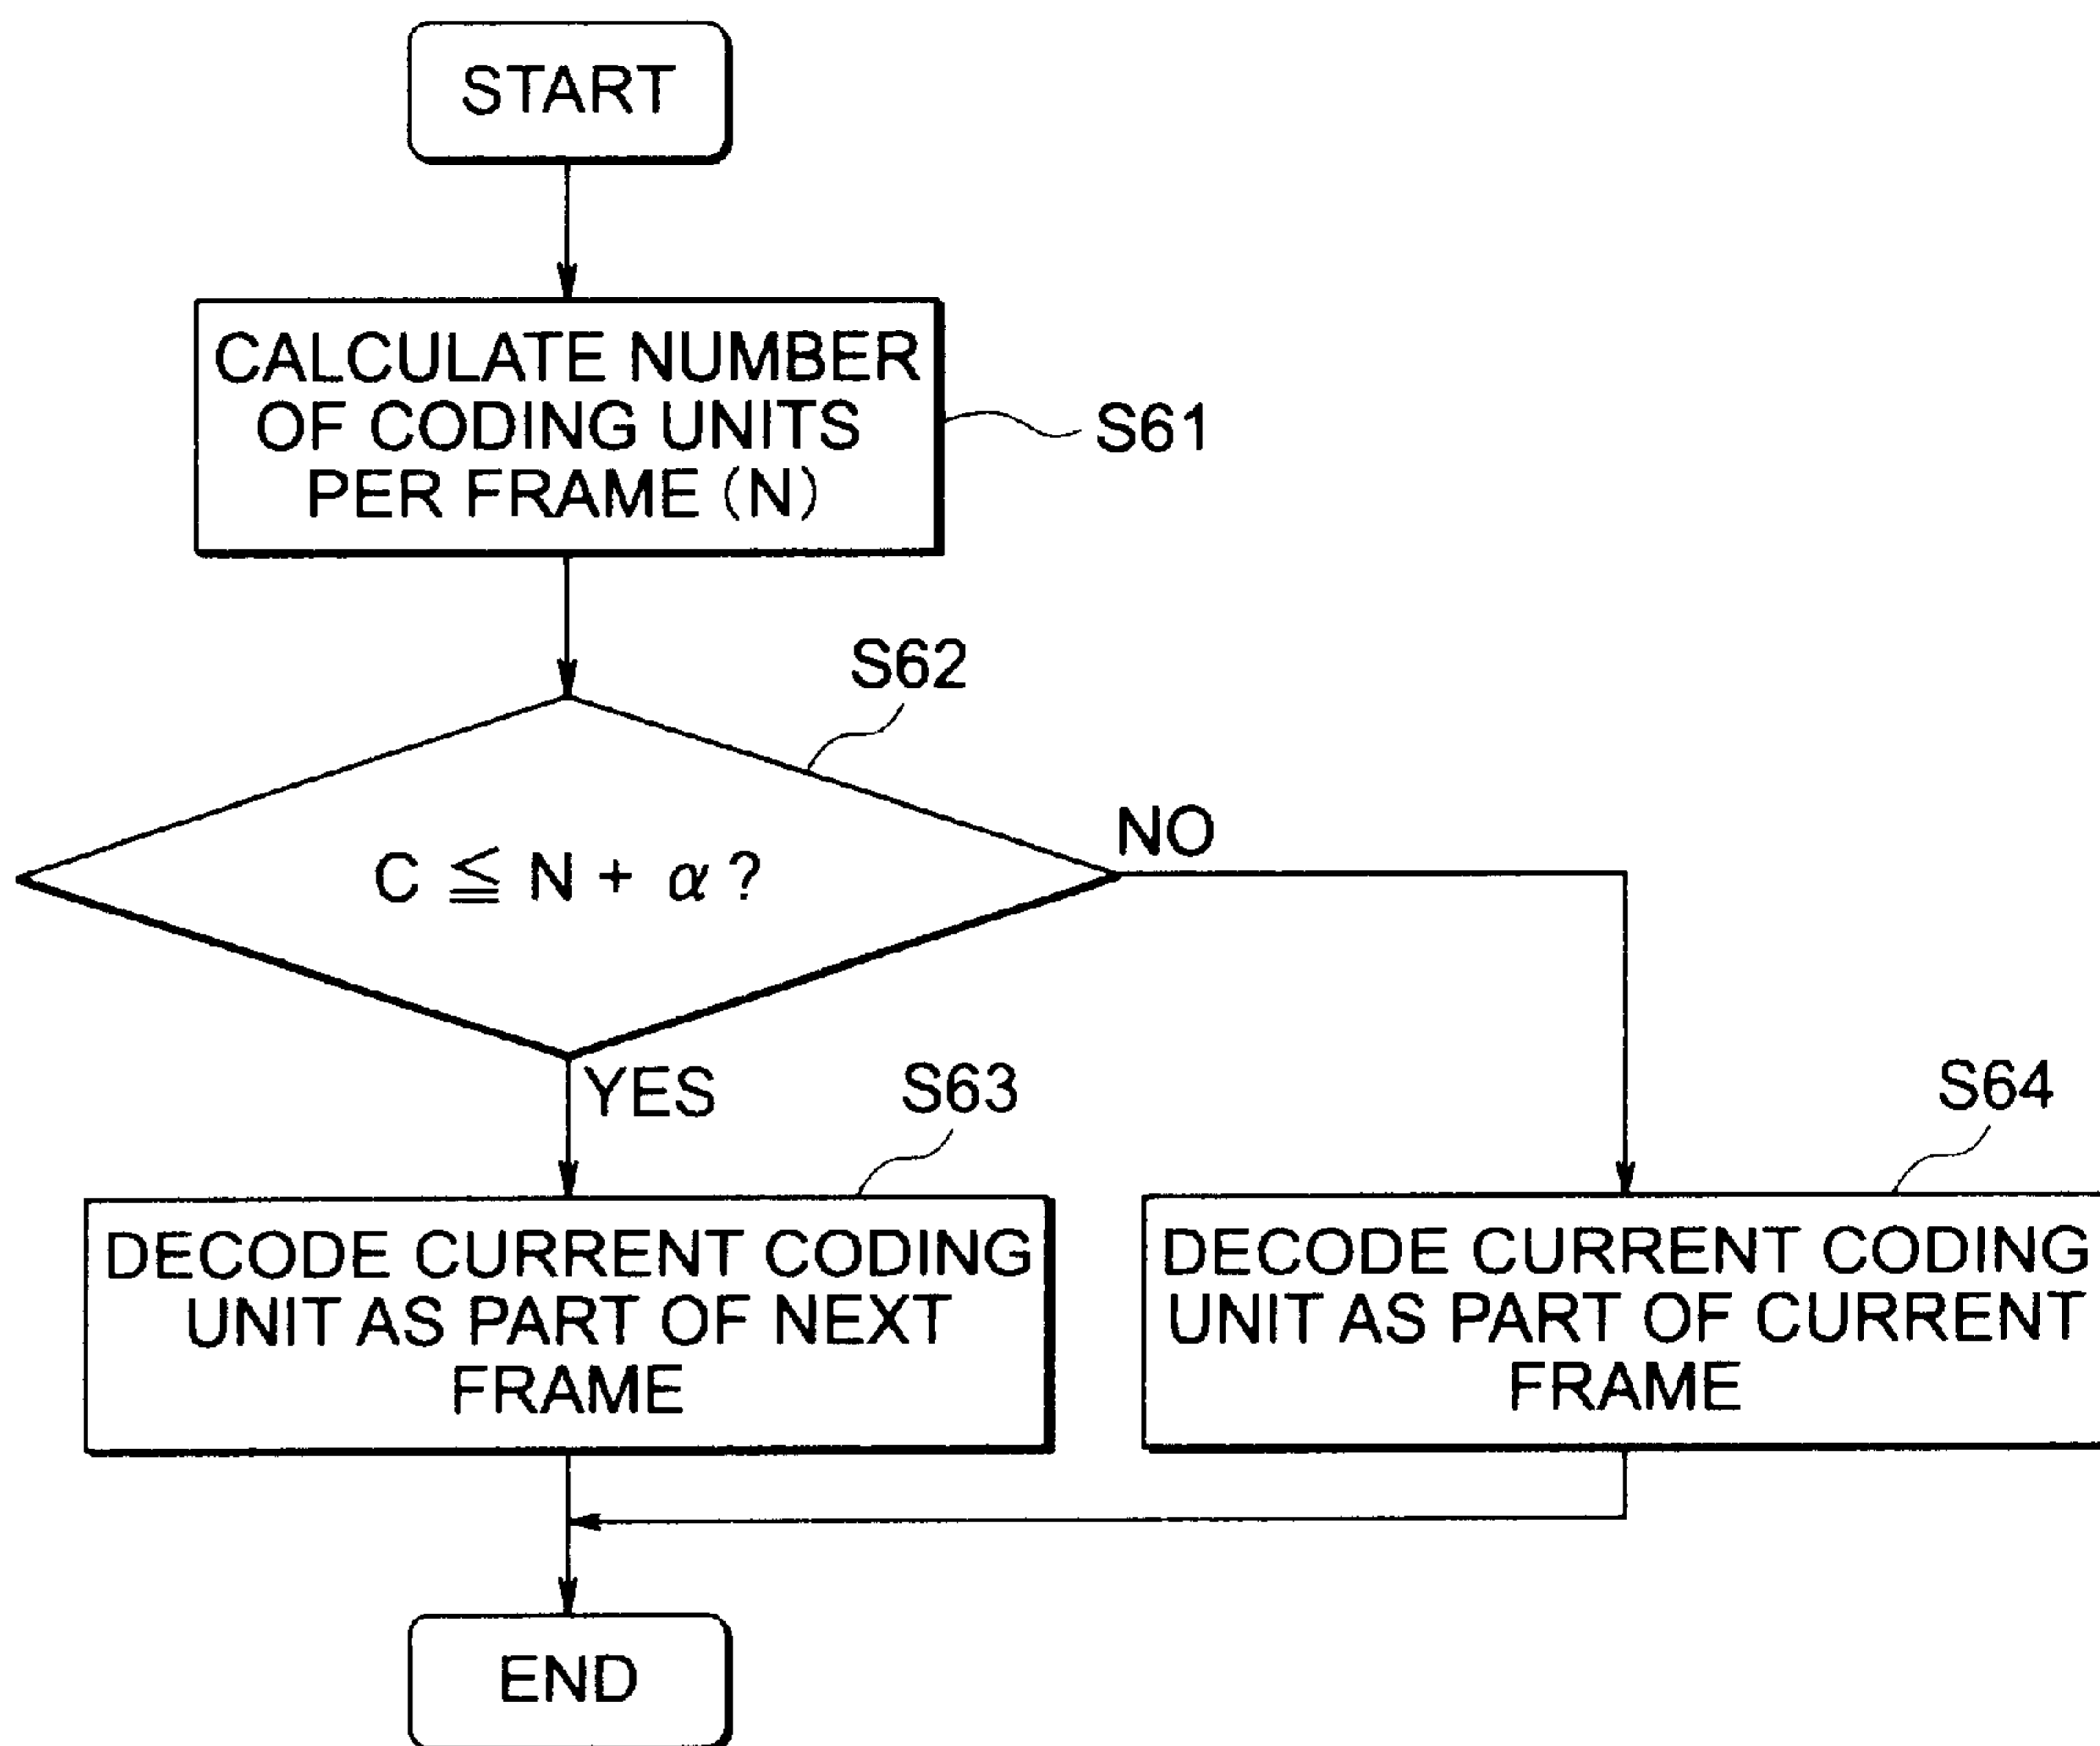 START
CALCULATE NUMBER
OF CODING UNITS
PER FRAME (N)
S61
S62
C ≦ N + α ?
NO
YES
S63
S64
DECODE CURRENT CODING
UNIT AS PART OF NEXT
FRAME
DECODE CURRENT CODING
UNIT AS PART OF CURRENT
FRAME
END